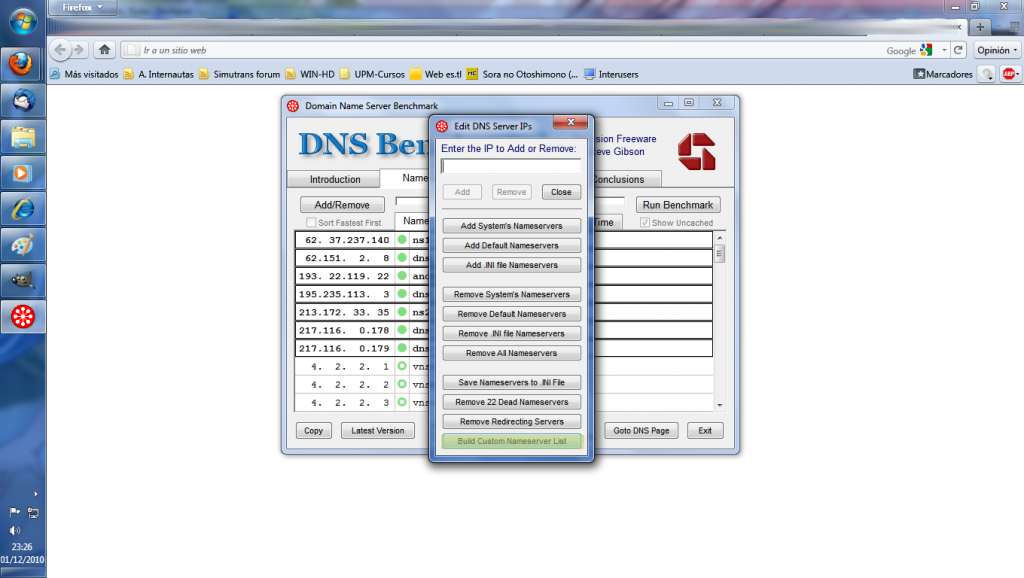 Firefox
Ir a un sitio web
Google
Opinión
Más visitados
A. Internautas
Simutrans forum
WIN-HD
UPM-Cursos
Web es.tl
HC
Sora no Otoshimono (...
Interusers
Marcadores
ABP
Domain Name Server Benchmark
DNS Ben
sion Freeware
teve Gibson
Introduction
Name
Conclusions
Add/Remove
Run Benchmark
Sort Fastest First
Name
Time
Show Uncached
62. 37.237.140 ns1
62.151. 2. 8 dns
193. 22.119. 22 anc
195.235.113. 3 dns
213.172. 33. 35 ns2
217.116. 0.178 dns
217.116. 0.179 dns
4. 2. 2. 1 vns
4. 2. 2. 2 vns
4. 2. 2. 3 vns
Copy
Latest Version
Goto DNS Page
Exit
Edit DNS Server IPs
Enter the IP to Add or Remove:
Add
Remove
Close
Add System's Nameservers
Add Default Nameservers
Add .INI file Nameservers
Remove System's Nameservers
Remove Default Nameservers
Remove .INI file Nameservers
Remove All Nameservers
Save Nameservers to .INI File
Remove 22 Dead Nameservers
Remove Redirecting Servers
Build Custom Nameserver List
23:26
01/12/2010